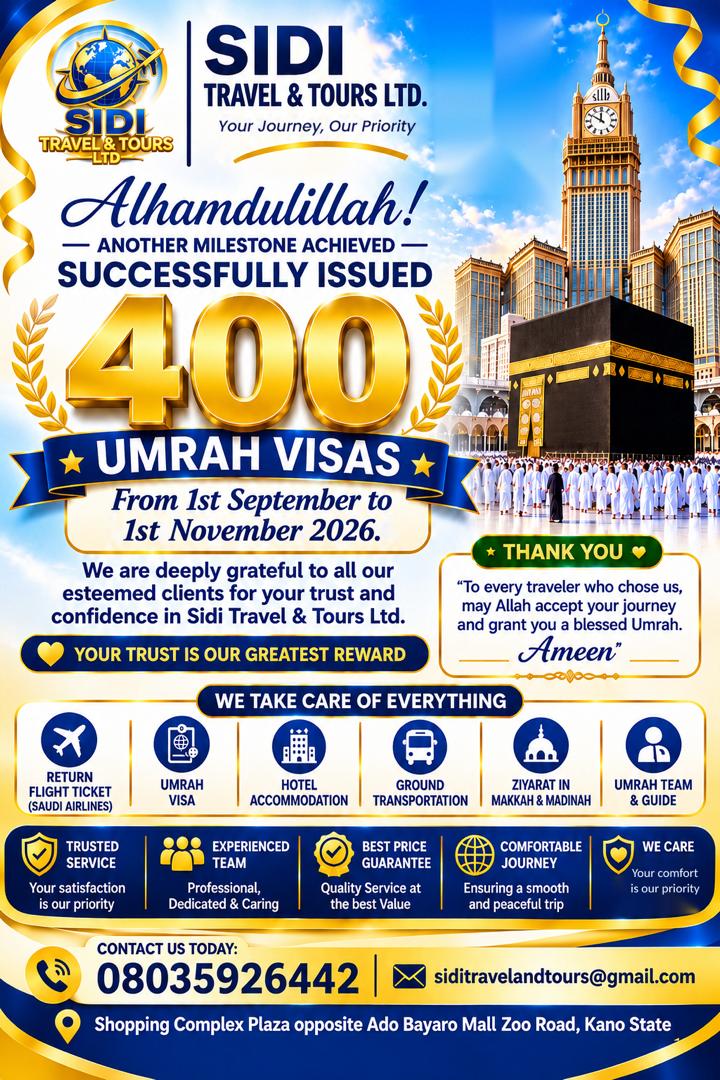 SIDI
TRAVEL & TOURS
LTD
SIDI
TRAVEL & TOURS LTD.
Your Journey, Our Priority
Alhamdulillah!
ANOTHER MILESTONE ACHIEVED
SUCCESSFULLY ISSUED
400
UMRAH VISAS
From 1st September to
1st November 2026.
We are deeply grateful to all our
esteemed clients for your trust and
confidence in Sidi Travel & Tours Ltd.
YOUR TRUST IS OUR GREATEST REWARD
THANK YOU
“To every traveler who chose us,
may Allah accept your journey
and grant you a blessed Umrah.
Ameen”
WE TAKE CARE OF EVERYTHING
RETURN
FLIGHT TICKET
(SAUDI AIRLINES)
UMRAH
VISA
HOTEL
ACCOMMODATION
GROUND
TRANSPORTATION
ZIYARAT IN
MAKKAH & MADINAH
UMRAH TEAM
& GUIDE
TRUSTED
SERVICE
Your satisfaction
is our priority
EXPERIENCED
TEAM
Professional,
Dedicated & Caring
BEST PRICE
GUARANTEE
Quality Service at
the best Value
COMFORTABLE
JOURNEY
Ensuring a smooth
and peaceful trip
WE CARE
Your comfort
is our priority
CONTACT US TODAY:
08035926442
siditravelandtours@gmail.com
Shopping Complex Plaza opposite Ado Bayaro Mall Zoo Road, Kano State